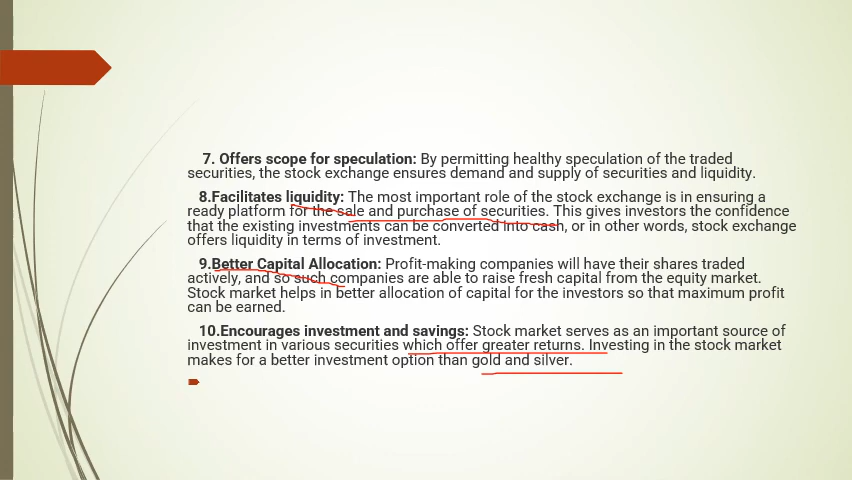 7. Offers scope for speculation: By permitting healthy speculation of the traded
securities, the stock exchange ensures demand and supply of securities and liquidity.
8.Facilitates liquidity: The most important role of the stock exchange is in ensuring a
ready platform for the sale and purchase of securities. This gives investors the confidence
that the existing investments can be converted into cash, or in other words, stock exchange
offers liquidity in terms of investment.
9.Better Capital Allocation: Profit-making companies will have their shares traded
actively, and so such companies are able to raise fresh capital from the equity market.
Stock market helps in better allocation of capital for the investors so that maximum profit
can be earned.
10.Encourages investment and savings: Stock market serves as an important source of
investment in various securities which offer greater returns. Investing in the stock market
makes for a better investment option than gold and silver.